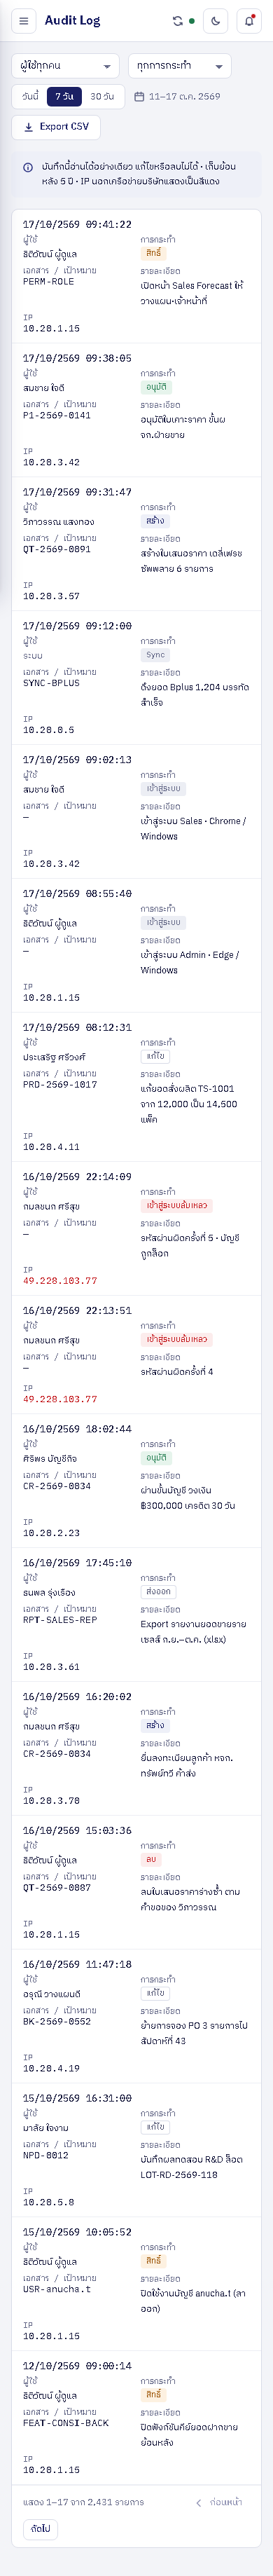 Audit Log
ผู้ใช้ทุกคน
ทุกการกระทำ
วันนี้
7 วัน
30 วัน
11–17 ต.ค. 2569
Export CSV
บันทึกนี้อ่านได้อย่างเดียว แก้ไขหรือลบไม่ได้ · เก็บย้อน
หลัง 5 ปี · IP นอกเครือข่ายบริษัทแสดงเป็นสีแดง
17/10/2569 09:41:22
ผู้ใช้
ธิติวัฒน์ ผู้ดูแล
การกระทำ
สิทธิ์
เอกสาร / เป้าหมาย
PERM-ROLE
รายละเอียด
เปิดหน้า Sales Forecast ให้
วางแผน-เจ้าหน้าที่
IP
10.28.1.15
17/10/2569 09:38:05
ผู้ใช้
สมชาย ใจดี
การกระทำ
อนุมัติ
เอกสาร / เป้าหมาย
P1-2569-0141
รายละเอียด
อนุมัติใบเคาะราคา ขั้นผ
จก.ฝ่ายขาย
IP
10.28.3.42
17/10/2569 09:31:47
ผู้ใช้
วิภาวรรณ แสงทอง
การกระทำ
สร้าง
เอกสาร / เป้าหมาย
QT-2569-0891
รายละเอียด
สร้างใบเสนอราคา เดลี่เฟรช
ซัพพลาย 6 รายการ
IP
10.28.3.57
17/10/2569 09:12:00
ผู้ใช้
ระบบ
การกระทำ
Sync
เอกสาร / เป้าหมาย
SYNC-BPLUS
รายละเอียด
ดึงยอด Bplus 1,204 บรรทัด
สำเร็จ
IP
10.28.0.5
17/10/2569 09:02:13
ผู้ใช้
สมชาย ใจดี
การกระทำ
เข้าสู่ระบบ
เอกสาร / เป้าหมาย
—
รายละเอียด
เข้าสู่ระบบ Sales · Chrome /
Windows
IP
10.28.3.42
17/10/2569 08:55:40
ผู้ใช้
ธิติวัฒน์ ผู้ดูแล
การกระทำ
เข้าสู่ระบบ
เอกสาร / เป้าหมาย
—
รายละเอียด
เข้าสู่ระบบ Admin · Edge /
Windows
IP
10.28.1.15
17/10/2569 08:12:31
ผู้ใช้
ประเสริฐ ศรีวงศ์
การกระทำ
แก้ไข
เอกสาร / เป้าหมาย
PRD-2569-1017
รายละเอียด
แก้ยอดสั่งผลิต TS-1001
จาก 12,000 เป็น 14,500
แพ็ค
IP
10.28.4.11
16/10/2569 22:14:09
ผู้ใช้
กมลชนก ศรีสุข
การกระทำ
เข้าสู่ระบบล้มเหลว
เอกสาร / เป้าหมาย
—
รายละเอียด
รหัสผ่านผิดครั้งที่ 5 · บัญชี
ถูกล็อก
IP
49.228.103.77
16/10/2569 22:13:51
ผู้ใช้
กมลชนก ศรีสุข
การกระทำ
เข้าสู่ระบบล้มเหลว
เอกสาร / เป้าหมาย
—
รายละเอียด
รหัสผ่านผิดครั้งที่ 4
IP
49.228.103.77
16/10/2569 18:02:44
ผู้ใช้
ศิริพร บัญชีกิจ
การกระทำ
อนุมัติ
เอกสาร / เป้าหมาย
CR-2569-0034
รายละเอียด
ผ่านขั้นบัญชี วงเงิน
฿300,000 เครดิต 30 วัน
IP
10.28.2.23
16/10/2569 17:45:10
ผู้ใช้
ธนพล รุ่งเรือง
การกระทำ
ส่งออก
เอกสาร / เป้าหมาย
RPT-SALES-REP
รายละเอียด
Export รายงานยอดขายราย
เซลส์ ก.ย.–ต.ค. (xlsx)
IP
10.28.3.61
16/10/2569 16:20:02
ผู้ใช้
กมลชนก ศรีสุข
การกระทำ
สร้าง
เอกสาร / เป้าหมาย
CR-2569-0034
รายละเอียด
ยื่นลงทะเบียนลูกค้า หจก.
ทรัพย์ทวี ค้าส่ง
IP
10.28.3.78
16/10/2569 15:03:36
ผู้ใช้
ธิติวัฒน์ ผู้ดูแล
การกระทำ
ลบ
เอกสาร / เป้าหมาย
QT-2569-0887
รายละเอียด
ลบใบเสนอราคาร่างซ้ำ ตาม
คำขอของ วิภาวรรณ
IP
10.28.1.15
16/10/2569 11:47:18
ผู้ใช้
อรุณี วางแผนดี
การกระทำ
แก้ไข
เอกสาร / เป้าหมาย
BK-2569-0552
รายละเอียด
ย้ายการจอง PO 3 รายการไป
สัปดาห์ที่ 43
IP
10.28.4.19
15/10/2569 16:31:00
ผู้ใช้
มาลัย ใจงาม
การกระทำ
แก้ไข
เอกสาร / เป้าหมาย
NPD-0012
รายละเอียด
บันทึกผลทดสอบ R&D ล็อต
LOT-RD-2569-118
IP
10.28.5.8
15/10/2569 10:05:52
ผู้ใช้
ธิติวัฒน์ ผู้ดูแล
การกระทำ
สิทธิ์
เอกสาร / เป้าหมาย
USR-anucha.t
รายละเอียด
ปิดใช้งานบัญชี anucha.t (ลา
ออก)
IP
10.28.1.15
12/10/2569 09:00:14
ผู้ใช้
ธิติวัฒน์ ผู้ดูแล
การกระทำ
สิทธิ์
เอกสาร / เป้าหมาย
FEAT-CONSI-BACK
รายละเอียด
ปิดฟังก์ชันคีย์ยอดฝากขาย
ย้อนหลัง
IP
10.28.1.15
แสดง 1–17 จาก 2,431 รายการ
ก่อนหน้า
ถัดไป